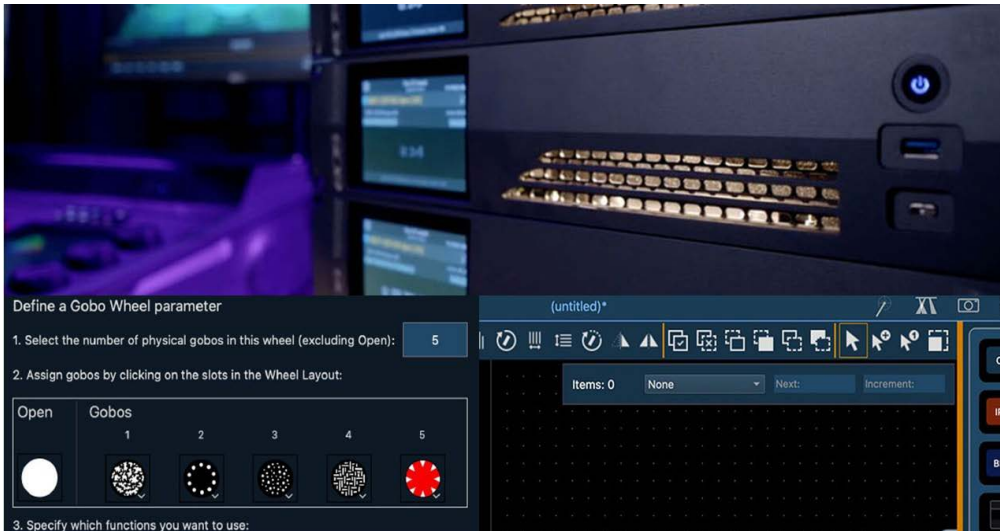 Define a Gobo Wheel parameter
1. Select the number of physical gobos in this wheel (excluding Open):
5
2. Assign gobos by clicking on the slots in the Wheel Layout:
Open
Gobos
1
2
3
4
5
3. Specify which functions you want to use:
(untitled)*
Items: 0
None
Next:
Increment: